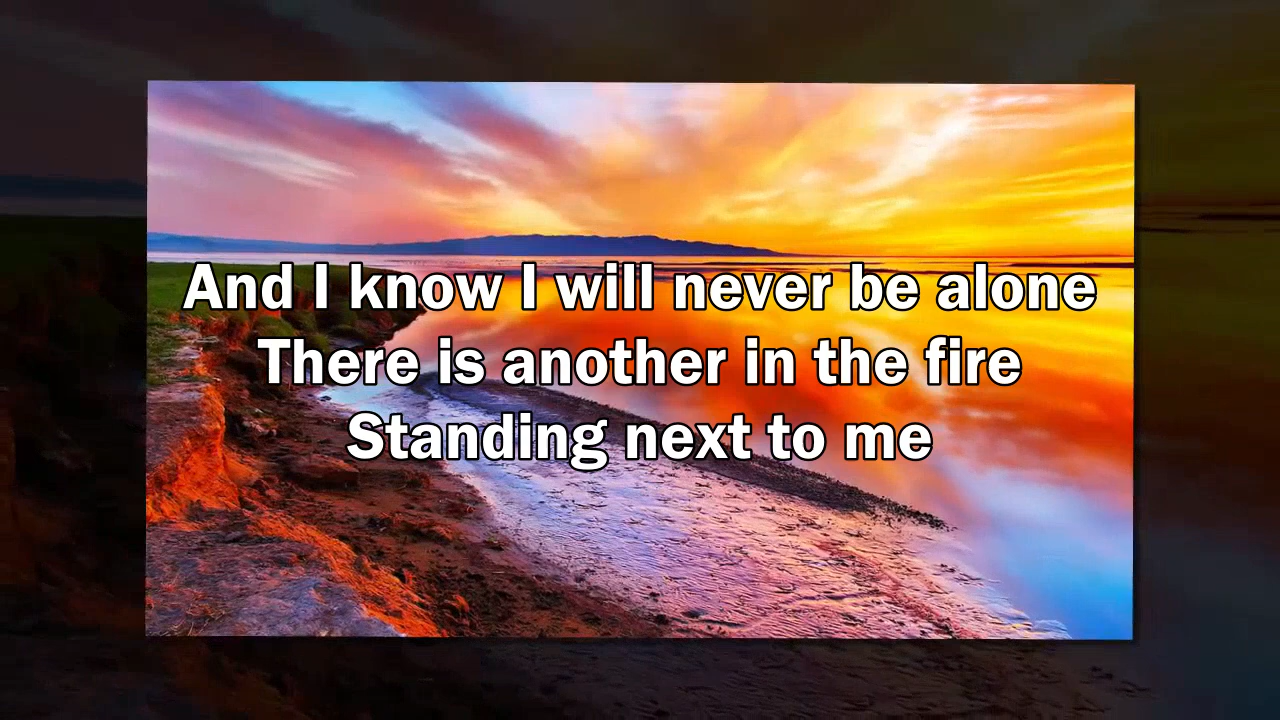 And I know I will never be alone
There is another in the fire
Standing next to me